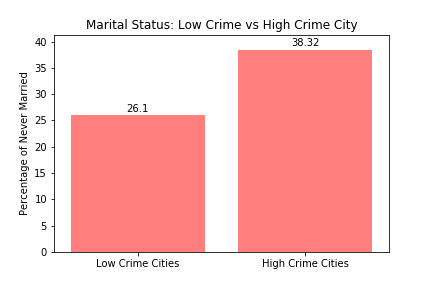 Marital Status: Low Crime vs High Crime City
Percentage of Never Married
40
35
30
25
20
15
10
5
0
26.1
38.32
Low Crime Cities
High Crime Cities